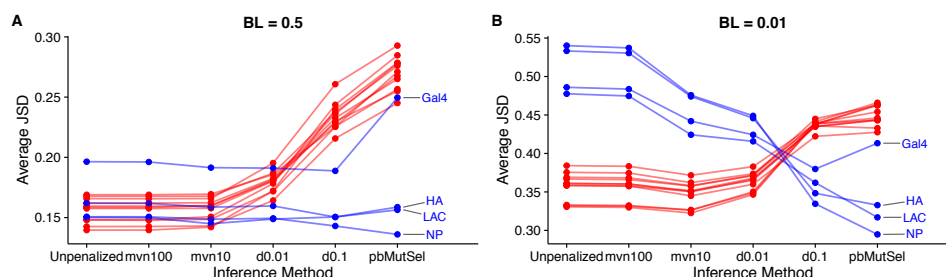 A
BL = 0.5
Average JSD
0.30
0.25
0.20
0.15
Gal4
HA
LAC
NP
Unpenalized mvn100 mvn10 d0.01 d0.1 pbMutSel
Inference Method
B
BL = 0.01
Average JSD
0.55
0.50
0.45
0.40
0.35
0.30
Gal4
HA
LAC
NP
Unpenalized mvn100 mvn10 d0.01 d0.1 pbMutSel
Inference Method